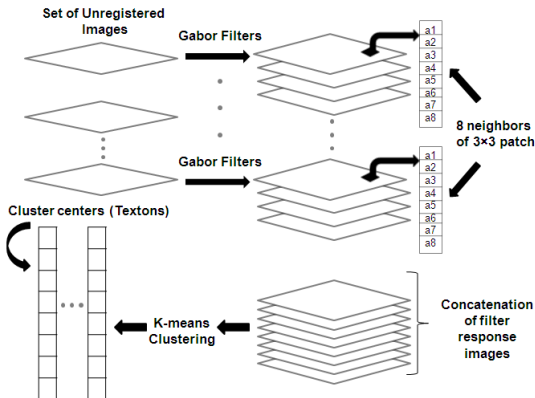 Set of Unregistered
Images
Gabor Filters
a1
a2
a3
a4
a5
a6
a7
a8
8 neighbors
of 3×3 patch
Gabor Filters
a1
a2
a3
a4
a5
a6
a7
a8
Cluster centers (Textons)
K-means
Clustering
Concatenation
of filter
response
images